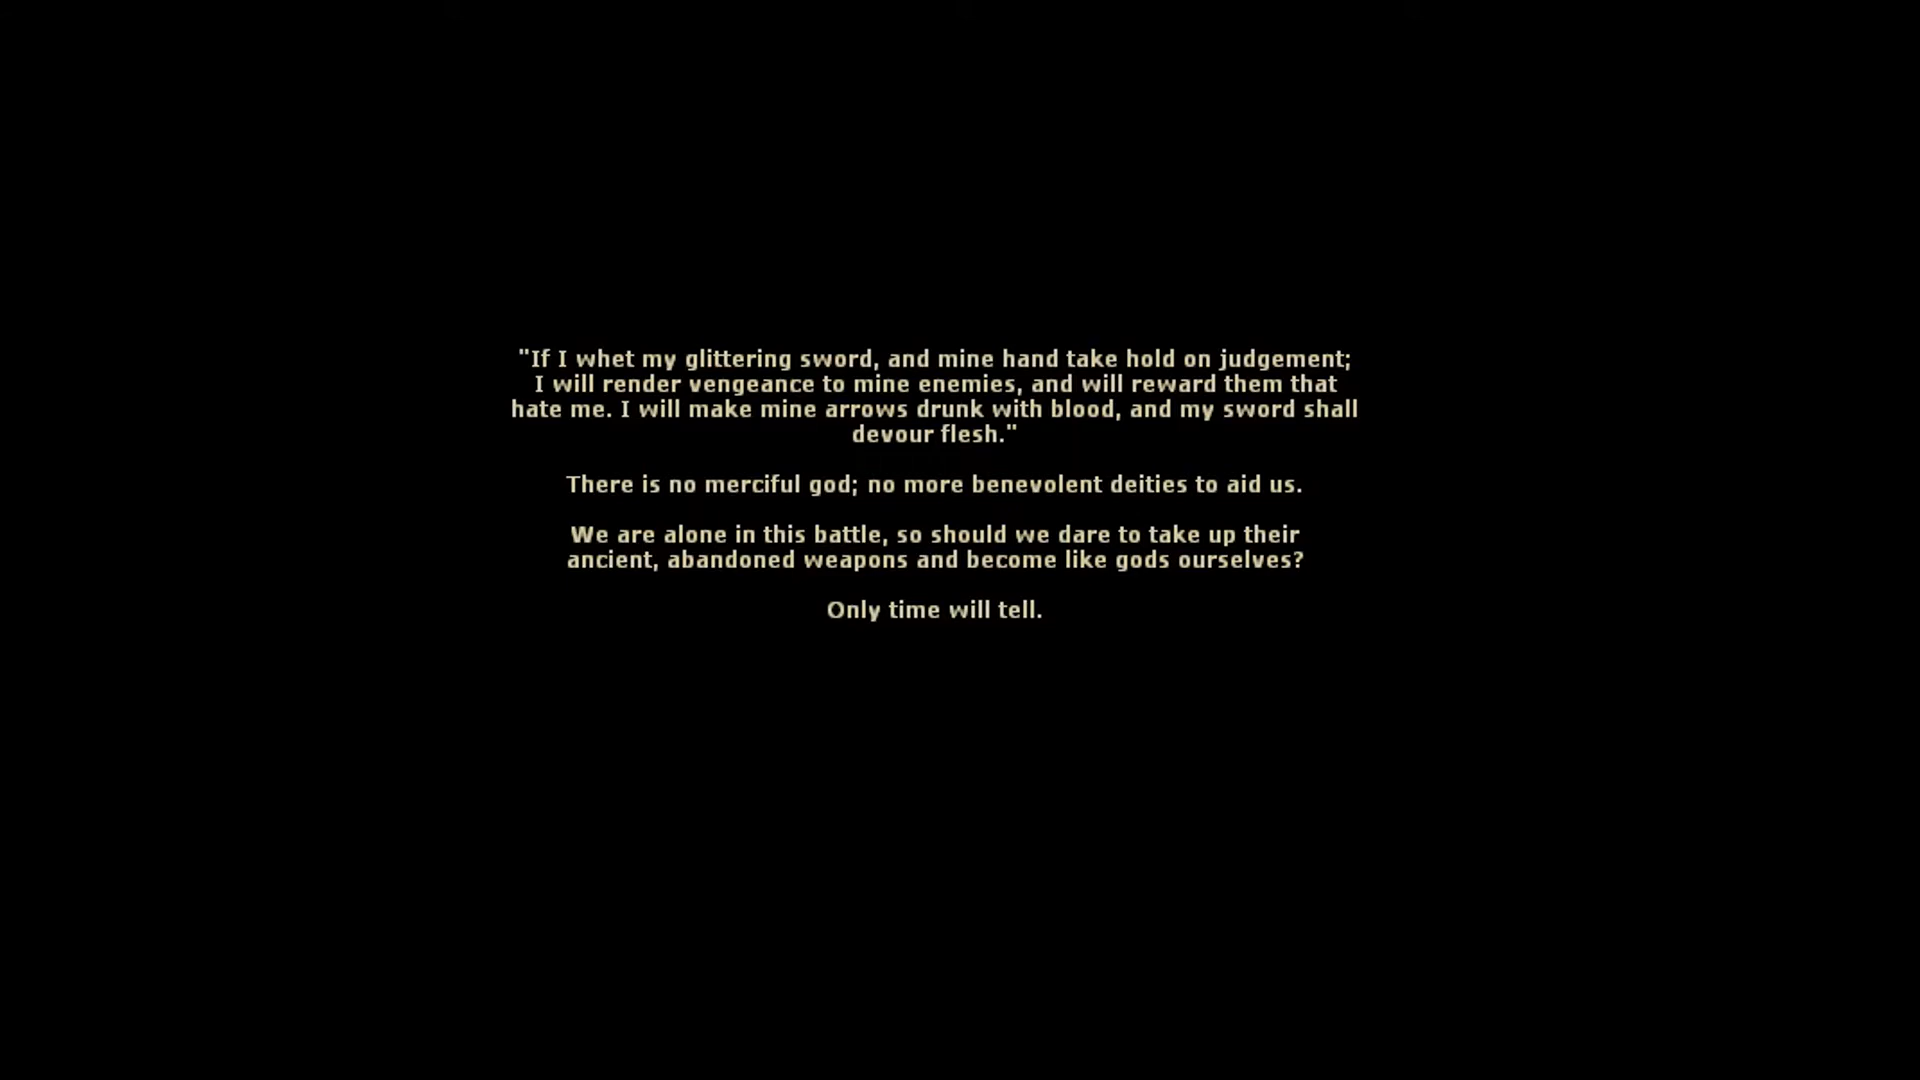 "If I whet my glittering sword, and mine hand take hold on judgement;
I will render vengeance to mine enemies, and will reward them that
hate me. I will make mine arrows drunk with blood, and my sword shall
devour flesh."
There is no merciful god; no more benevolent deities to aid us.
We are alone in this battle, so should we dare to take up their
ancient, abandoned weapons and become like gods ourselves?
Only time will tell.